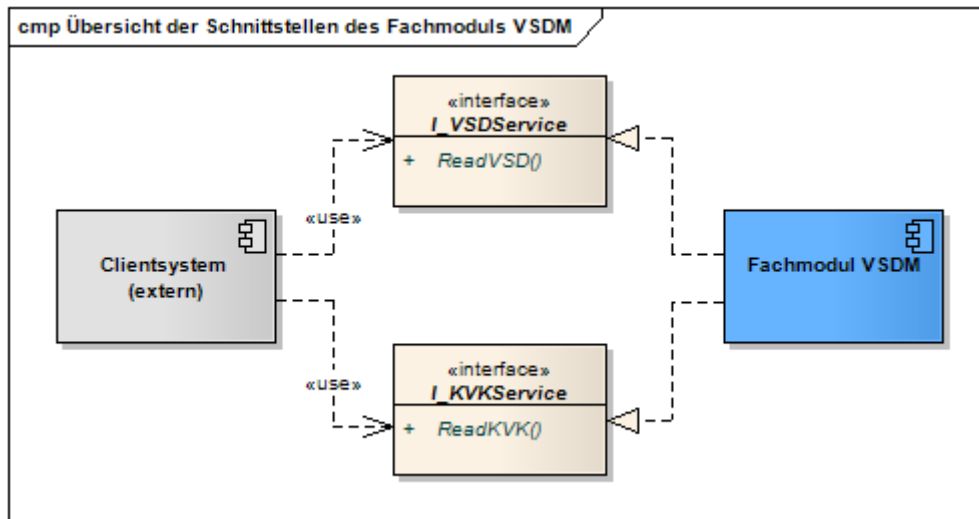 cmp Übersicht der Schnittstellen des Fachmoduls VSDM
«interface»
I_VSDService
+ ReadVSD()
«use»
Clientsystem
(extern)
Fachmodul VSDM
«use»
«interface»
I_KVKService
+ ReadKVK()